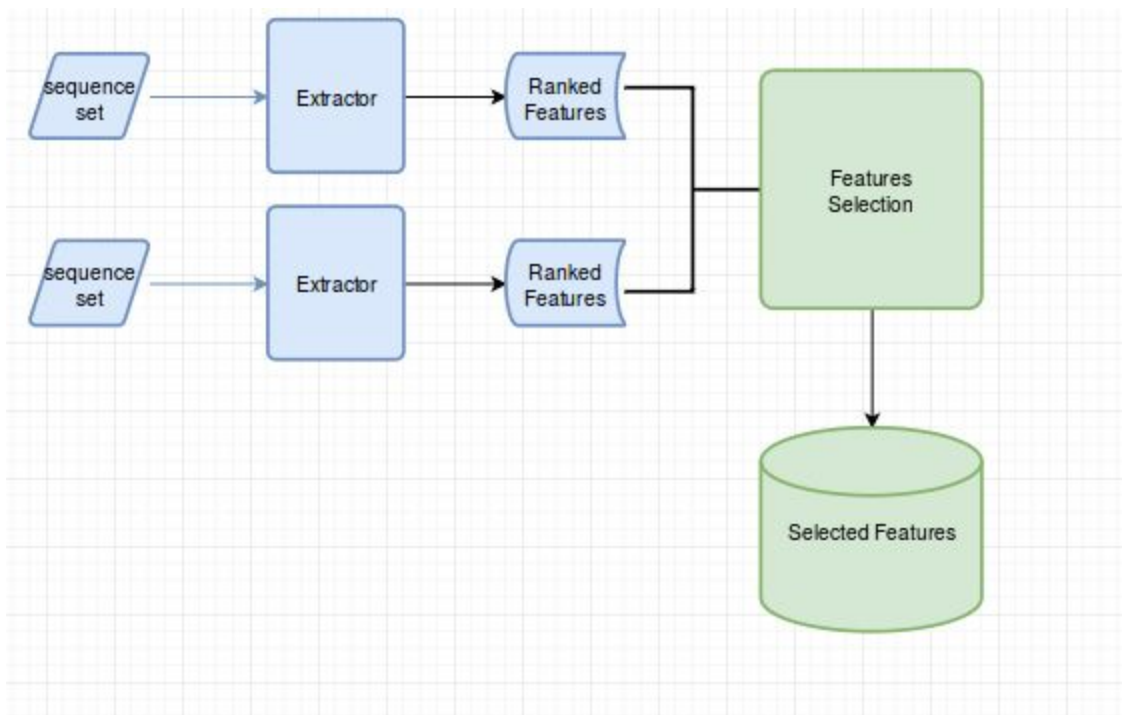 sequence
set
Extractor
Ranked
Features
sequence
set
Extractor
Ranked
Features
Features
Selection
Selected Features